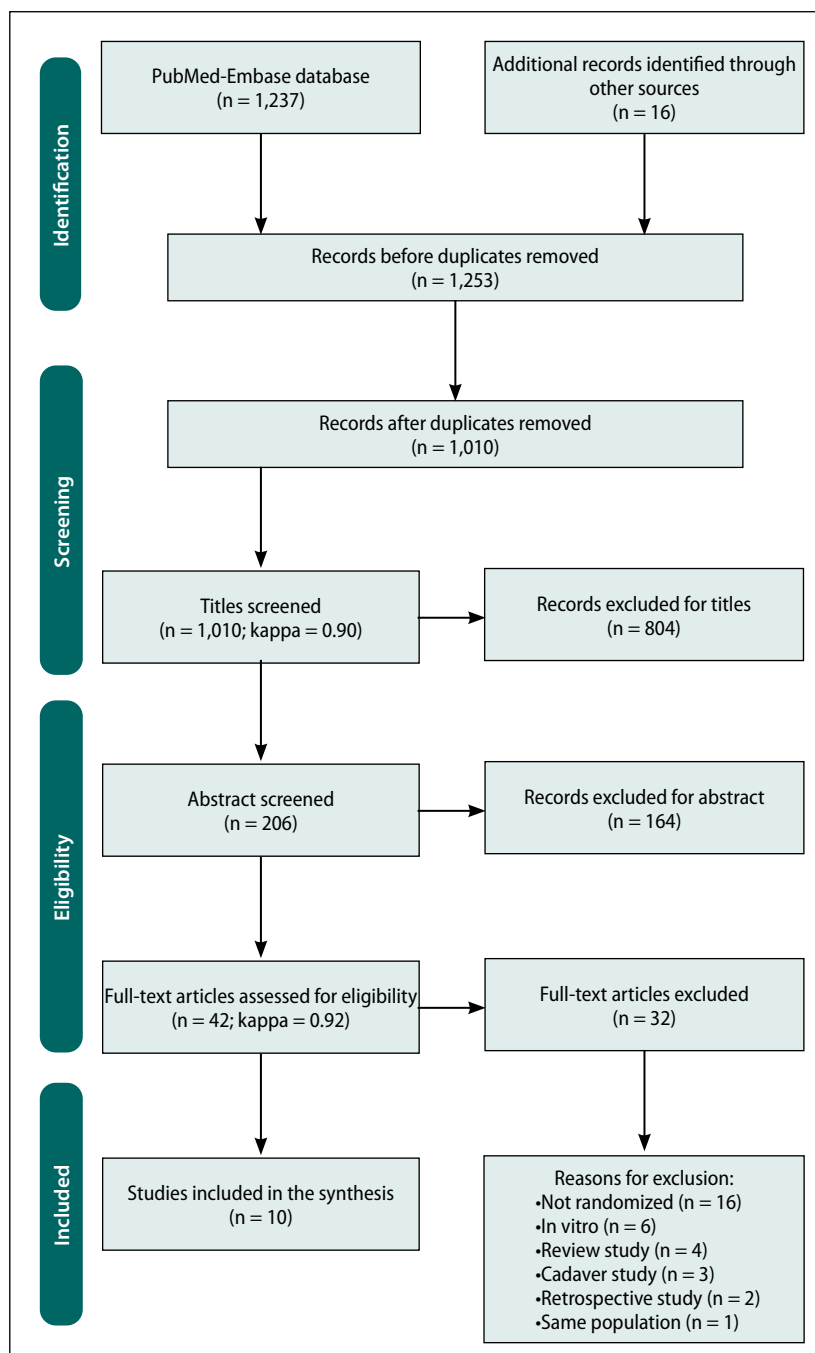 Identification
PubMed-Embase database
(n = 1,237)
Additional records identified through
other sources
(n = 16)
Records before duplicates removed
(n = 1,253)
Screening
Records after duplicates removed
(n = 1,010)
Titles screened
(n = 1,010; kappa = 0.90)
Records excluded for titles
(n = 804)
Eligibility
Abstract screened
(n = 206)
Records excluded for abstract
(n = 164)
Full-text articles assessed for eligibility
(n = 42; kappa = 0.92)
Full-text articles excluded
(n = 32)
Included
Studies included in the synthesis
(n = 10)
Reasons for exclusion:
•Not randomized (n = 16)
•In vitro (n = 6)
•Review study (n = 4)
•Cadaver study (n = 3)
•Retrospective study (n = 2)
•Same population (n = 1)